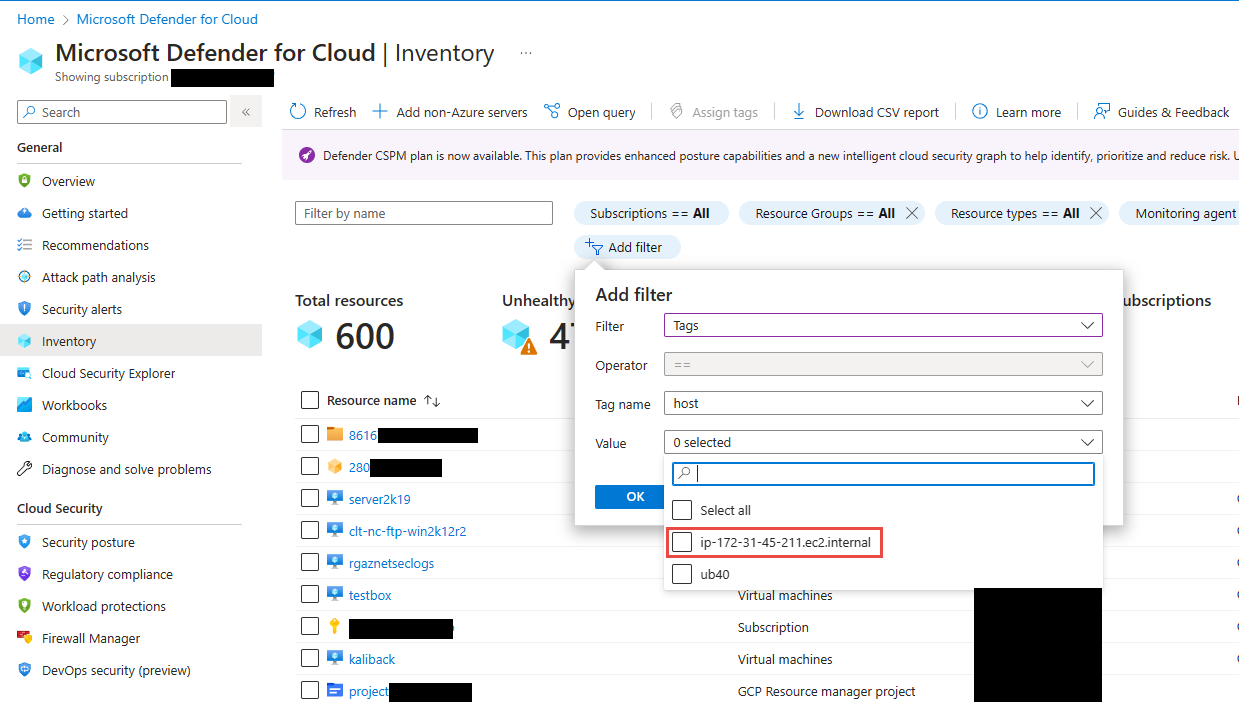 Home > Microsoft Defender for Cloud
Microsoft Defender for Cloud | Inventory ...
Showing subscription
Search
«
Refresh
Add non-Azure servers
Open query
Assign tags
Download CSV report
Learn more
Guides & Feedback
General
Overview
Getting started
Recommendations
Attack path analysis
Security alerts
Inventory
Cloud Security Explorer
Workbooks
Community
Diagnose and solve problems
Cloud Security
Security posture
Regulatory compliance
Workload protections
Firewall Manager
DevOps security (preview)
Defender CSPM plan is now available. This plan provides enhanced posture capabilities and a new intelligent cloud security graph to help identify, prioritize and reduce risk. U
Filter by name
Subscriptions == All
Resource Groups == All
Resource types == All
Monitoring agent
Add filter
Total resources
600
Unhealthy
47
ubscriptions
Add filter
Filter
Tags
Operator
==
Tag name
host
Value
0 selected
OK
Select all
ip-172-31-45-211.ec2.internal
ub40
Resource name
8616
280
server2k19
clt-nc-ftp-win2k12r2
rgaznetseclogs
testbox
Virtual machines
Subscription
kaliback
Virtual machines
project
GCP Resource manager project